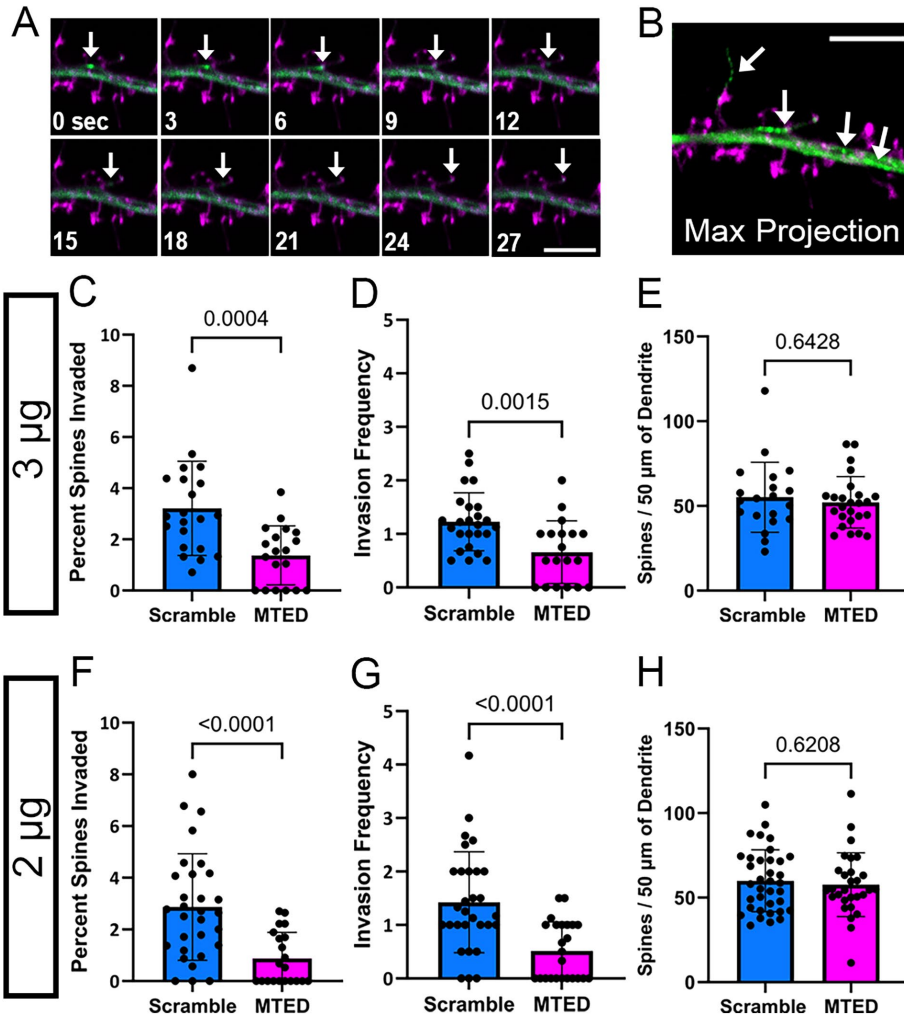 A
B
0 sec
3
6
9
12
15
18
21
24
27
Max Projection
3 µg
C
0.0004
Percent Spines Invaded
10
8
6
4
2
0
Scramble
MTED
D
0.0015
Invasion Frequency
5
4
3
2
1
0
Scramble
MTED
E
0.6428
Spines / 50 µm of Dendrite
150
100
50
0
Scramble
MTED
2 µg
F
<0.0001
Percent Spines Invaded
10
8
6
4
2
0
Scramble
MTED
G
<0.0001
Invasion Frequency
5
4
3
2
1
0
Scramble
MTED
H
0.6208
Spines / 50 µm of Dendrite
150
100
50
0
Scramble
MTED